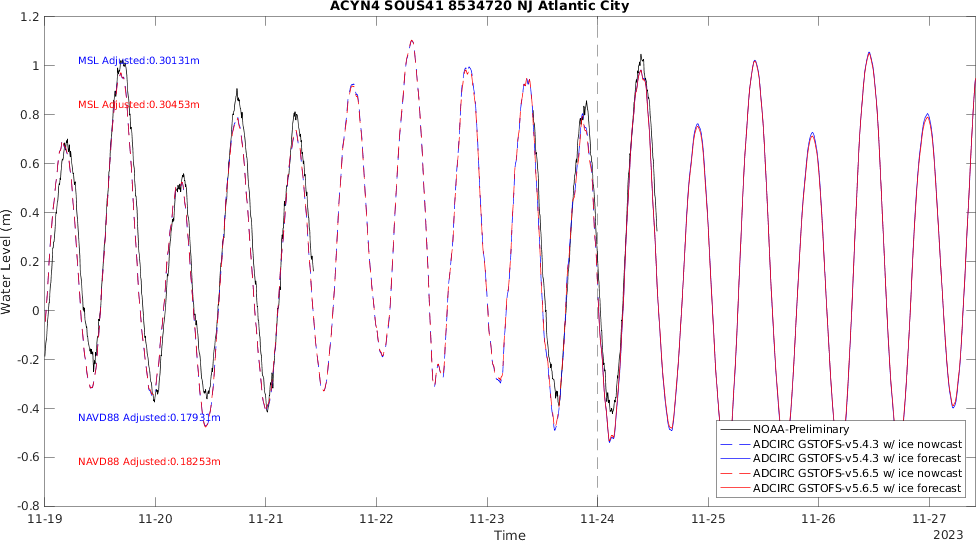 ACYN4 SOUS41 8534720 NJ Atlantic City
1.2
1
0.8
0.6
0.4
0.2
0
-0.2
-0.4
-0.6
-0.8
Water Level (m)
MSL Adjusted:0.30131m
MSL Adjusted:0.30453m
NAVD88 Adjusted:0.17931m
NAVD88 Adjusted:0.18253m
NOAA-Preliminary
ADCIRC GSTOFS-v5.4.3 w/ ice nowcast
ADCIRC GSTOFS-v5.4.3 w/ ice forecast
ADCIRC GSTOFS-v5.6.5 w/ ice nowcast
ADCIRC GSTOFS-v5.6.5 w/ ice forecast
11-19 11-20 11-21 11-22 11-23 11-24 11-25 11-26 11-27
Time
2023